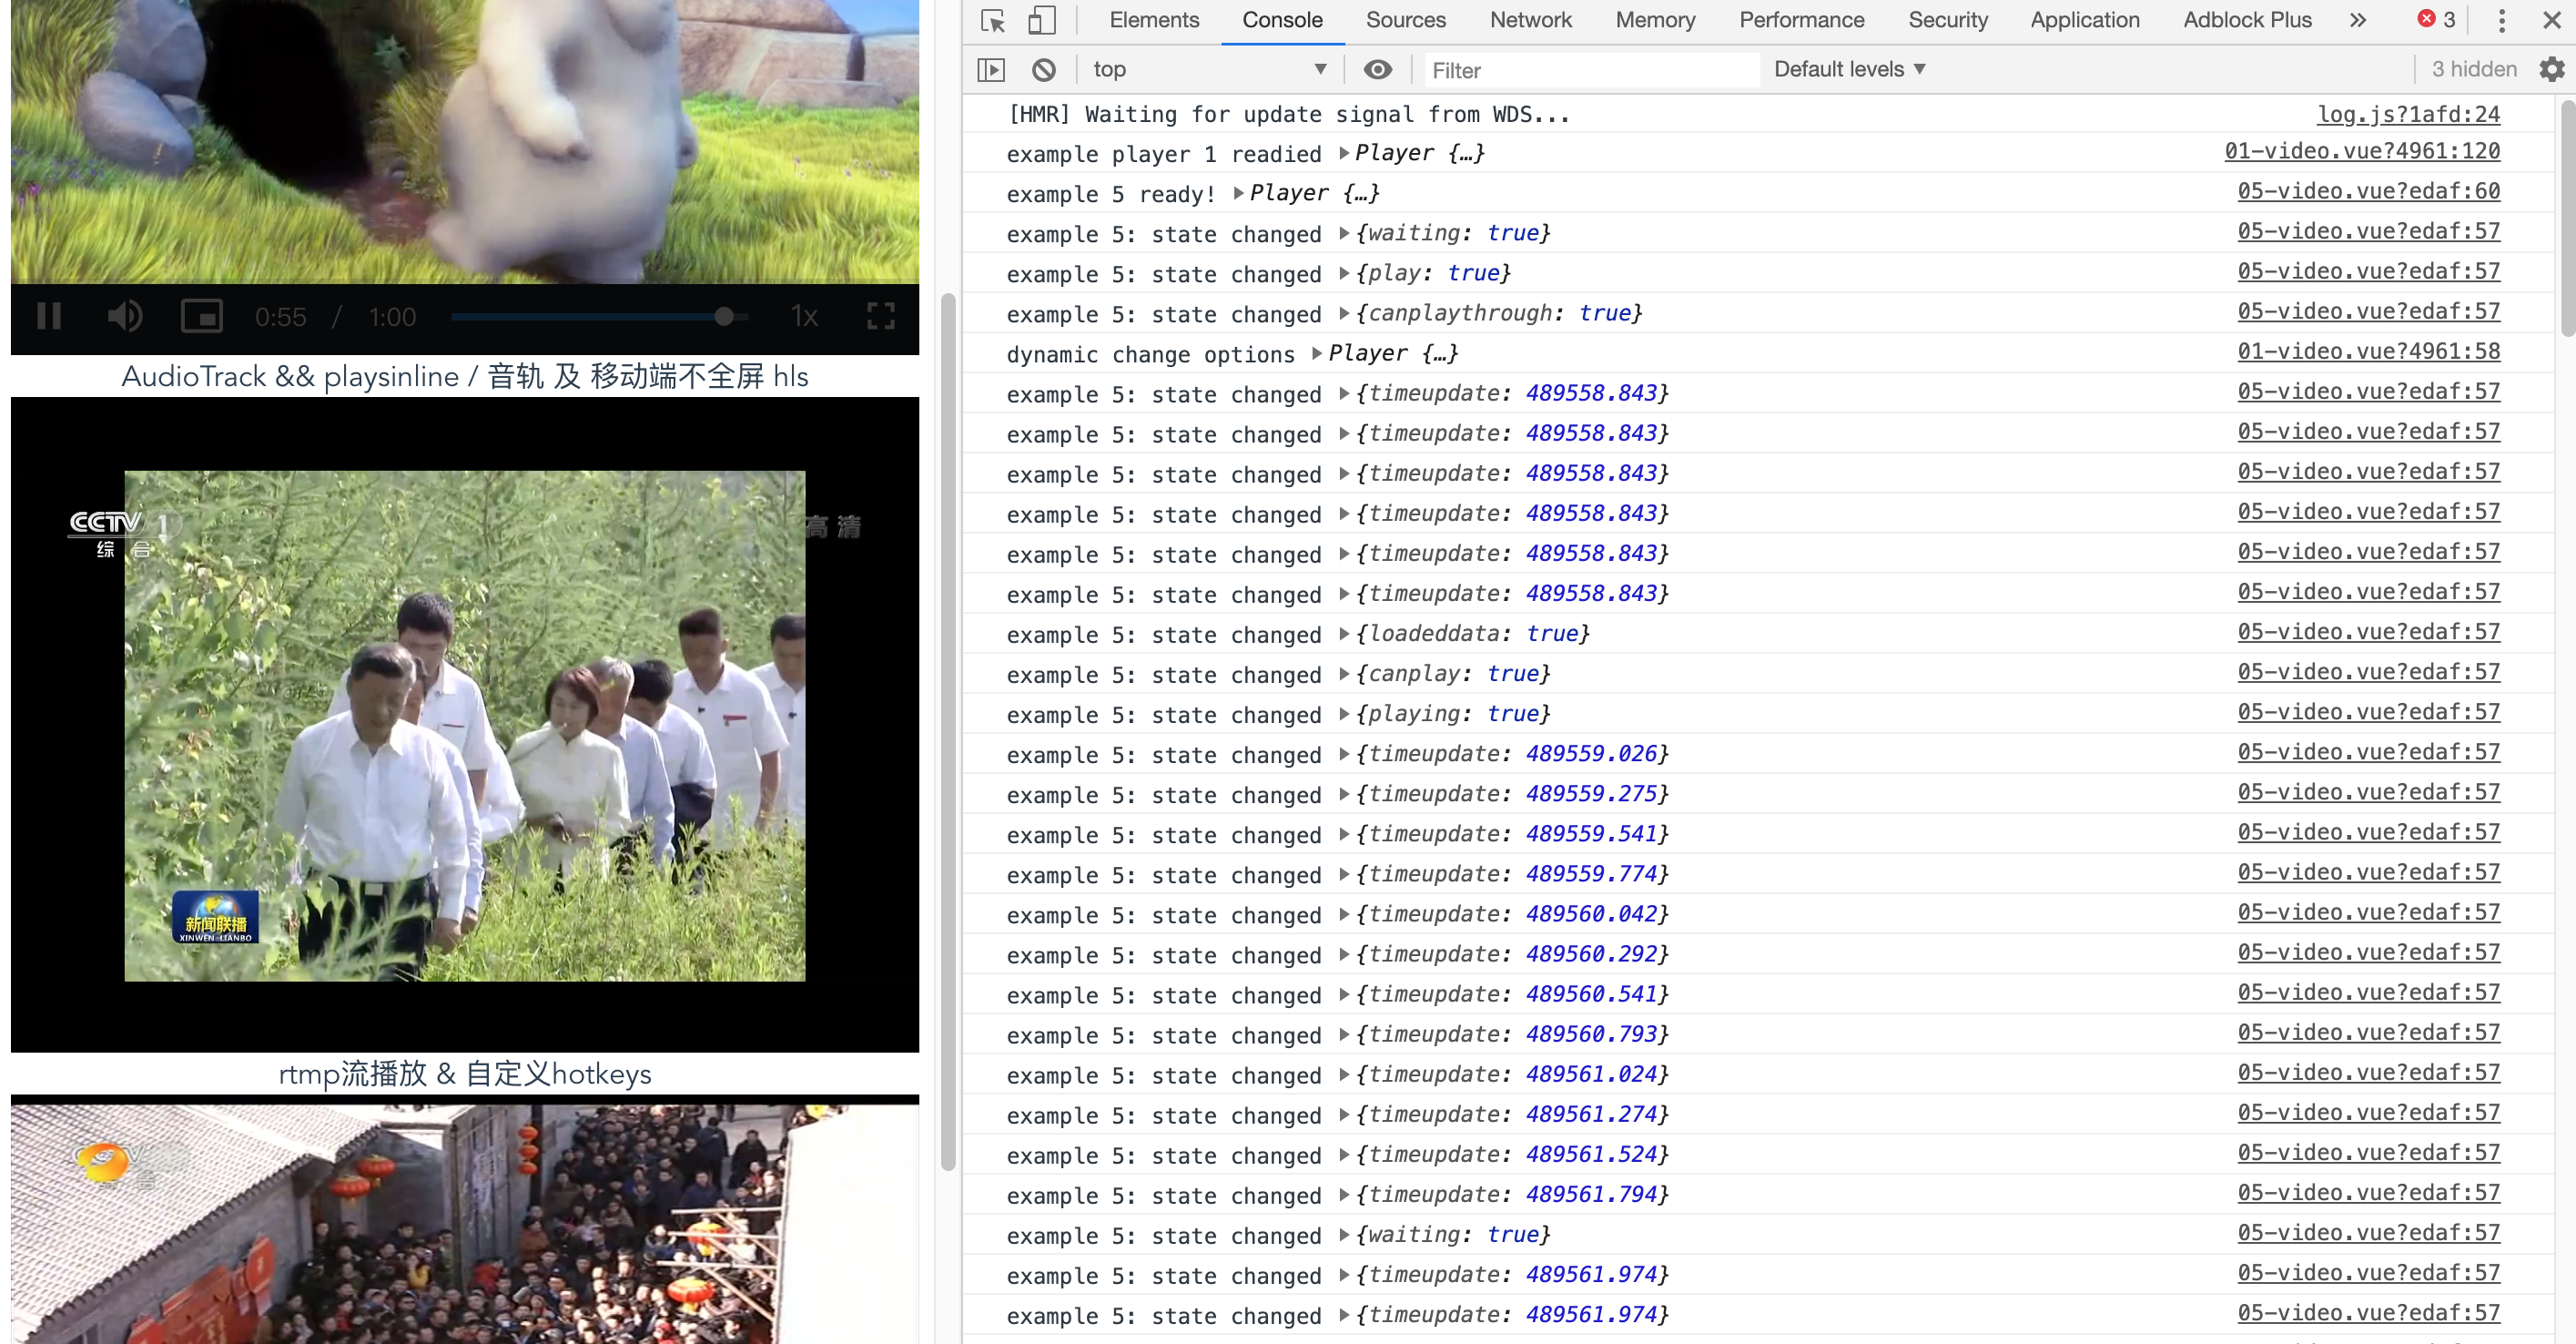 0:55 / 1:00 1x
AudioTrack && playsinline / 音轨 及 移动端不全屏 hls
CCTV 1
综 合
高 清
新闻联播
XINWEN LIANBO
rtmp流播放 & 自定义hotkeys
Elements Console Sources Network Memory Performance Security Application Adblock Plus » 3
top Filter Default levels 3 hidden
[HMR] Waiting for update signal from WDS... log.js?1afd:24
example player 1 readied Player {…} 01-video.vue?4961:120
example 5 ready! Player {…} 05-video.vue?edaf:60
example 5: state changed {waiting: true} 05-video.vue?edaf:57
example 5: state changed {play: true} 05-video.vue?edaf:57
example 5: state changed {canplaythrough: true} 05-video.vue?edaf:57
dynamic change options Player {…} 01-video.vue?4961:58
example 5: state changed {timeupdate: 489558.843} 05-video.vue?edaf:57
example 5: state changed {timeupdate: 489558.843} 05-video.vue?edaf:57
example 5: state changed {timeupdate: 489558.843} 05-video.vue?edaf:57
example 5: state changed {timeupdate: 489558.843} 05-video.vue?edaf:57
example 5: state changed {timeupdate: 489558.843} 05-video.vue?edaf:57
example 5: state changed {timeupdate: 489558.843} 05-video.vue?edaf:57
example 5: state changed {loadeddata: true} 05-video.vue?edaf:57
example 5: state changed {canplay: true} 05-video.vue?edaf:57
example 5: state changed {playing: true} 05-video.vue?edaf:57
example 5: state changed {timeupdate: 489559.026} 05-video.vue?edaf:57
example 5: state changed {timeupdate: 489559.275} 05-video.vue?edaf:57
example 5: state changed {timeupdate: 489559.541} 05-video.vue?edaf:57
example 5: state changed {timeupdate: 489559.774} 05-video.vue?edaf:57
example 5: state changed {timeupdate: 489560.042} 05-video.vue?edaf:57
example 5: state changed {timeupdate: 489560.292} 05-video.vue?edaf:57
example 5: state changed {timeupdate: 489560.541} 05-video.vue?edaf:57
example 5: state changed {timeupdate: 489560.793} 05-video.vue?edaf:57
example 5: state changed {timeupdate: 489561.024} 05-video.vue?edaf:57
example 5: state changed {timeupdate: 489561.274} 05-video.vue?edaf:57
example 5: state changed {timeupdate: 489561.524} 05-video.vue?edaf:57
example 5: state changed {timeupdate: 489561.794} 05-video.vue?edaf:57
example 5: state changed {waiting: true} 05-video.vue?edaf:57
example 5: state changed {timeupdate: 489561.974} 05-video.vue?edaf:57
example 5: state changed {timeupdate: 489561.974} 05-video.vue?edaf:57